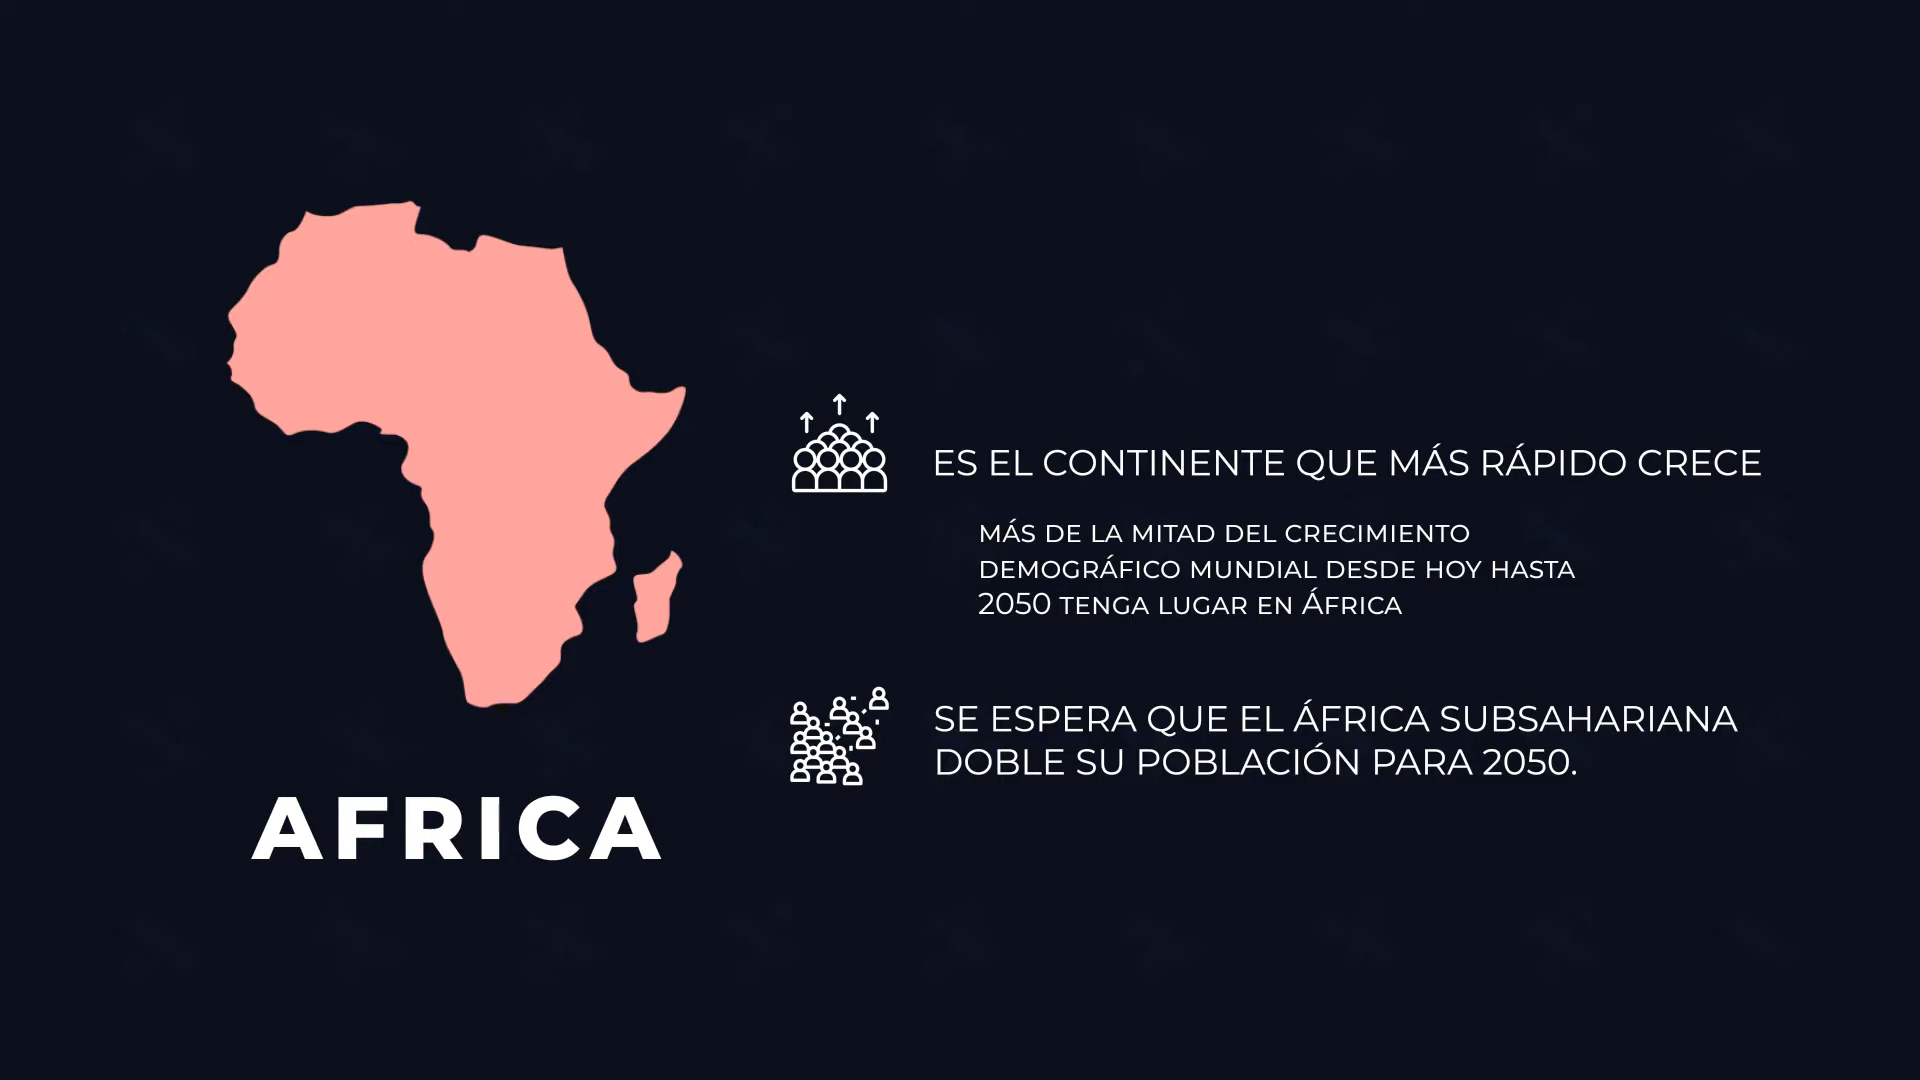 ES EL CONTINENTE QUE MÁS RÁPIDO CRECE
MÁS DE LA MITAD DEL CRECIMIENTO
DEMOGRÁFICO MUNDIAL DESDE HOY HASTA
2050 TENGA LUGAR EN ÁFRICA
SE ESPERA QUE EL ÁFRICA SUBSAHARIANA
DOBLE SU POBLACIÓN PARA 2050.
AFRICA